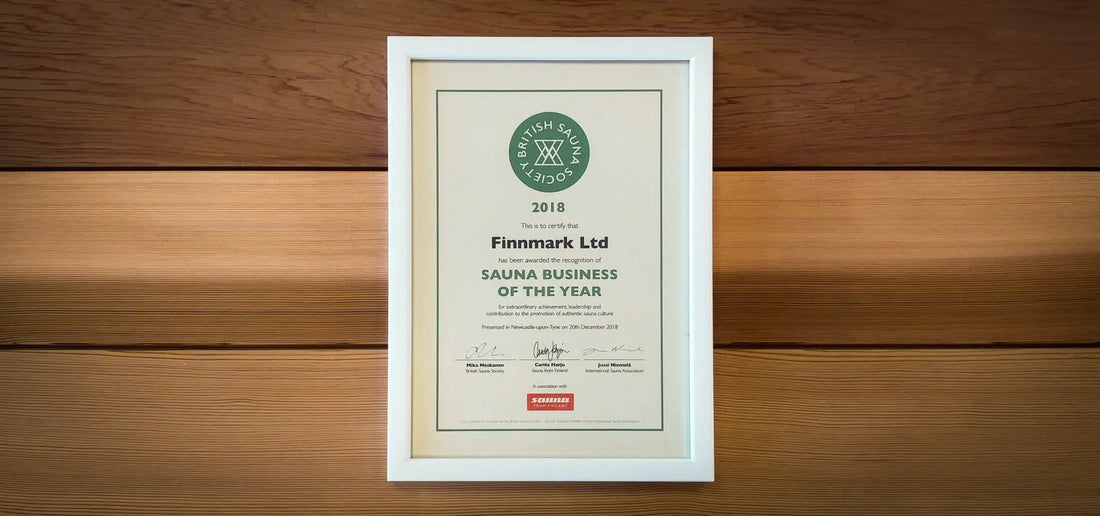 BRITISH SAUNA SOCIETY
2018
This is to certify that
Finnmark Ltd
has been awarded the recognition of
SAUNA BUSINESS
OF THE YEAR
for extraordinary achievement, leadership and
contribution to the promotion of authentic sauna culture
Presented in Newcastle-upon-Tyne on 20th December 2018
Mika Meskanen
British Sauna Society
Carita Harju
Sauna from Finland
Jussi Niemelä
International Sauna Association
In association with
sauna
FROM FINLAND